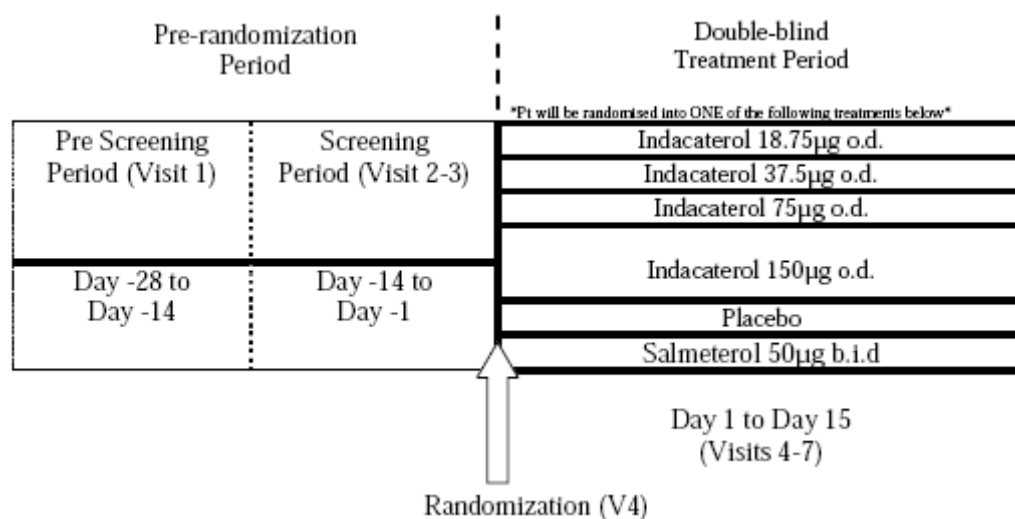 Pre-randomization
Period
Double-blind
Treatment Period
*Pt will be randomised into ONE of the following treatments below*
Pre Screening
Period (Visit 1)
Screening
Period (Visit 2-3)
Day -28 to
Day -14
Day -14 to
Day -1
Indacaterol 18.75µg o.d.
Indacaterol 37.5µg o.d.
Indacaterol 75µg o.d.
Indacaterol 150µg o.d.
Placebo
Salmeterol 50µg b.i.d
Day 1 to Day 15
(Visits 4-7)
Randomization (V4)